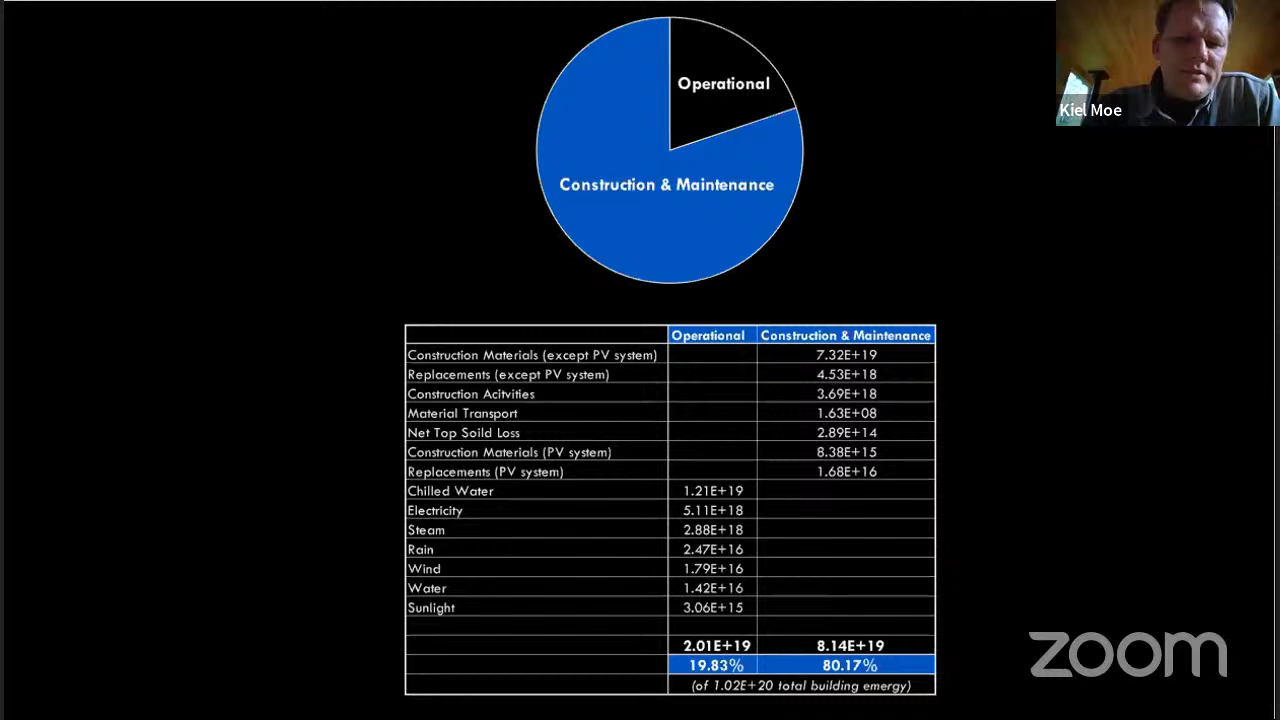 Operational
Kiel Moe
Construction & Maintenance
Operational Construction & Maintenance
Construction Materials (except PV system) 7.32E+19
Replacements (except PV system) 4.53E+18
Construction Acitvities 3.69E+18
Material Transport 1.63E+08
Net Top Soild Loss 2.89E+14
Construction Materials (PV system) 8.38E+15
Replacements (PV system) 1.68E+16
Chilled Water 1.21E+19
Electricity 5.11E+18
Steam 2.88E+18
Rain 2.47E+16
Wind 1.79E+16
Water 1.42E+16
Sunlight 3.06E+15
2.01E+19 8.14E+19
19.83% 80.17%
(of 1.02E+20 total building emergy)
zoom